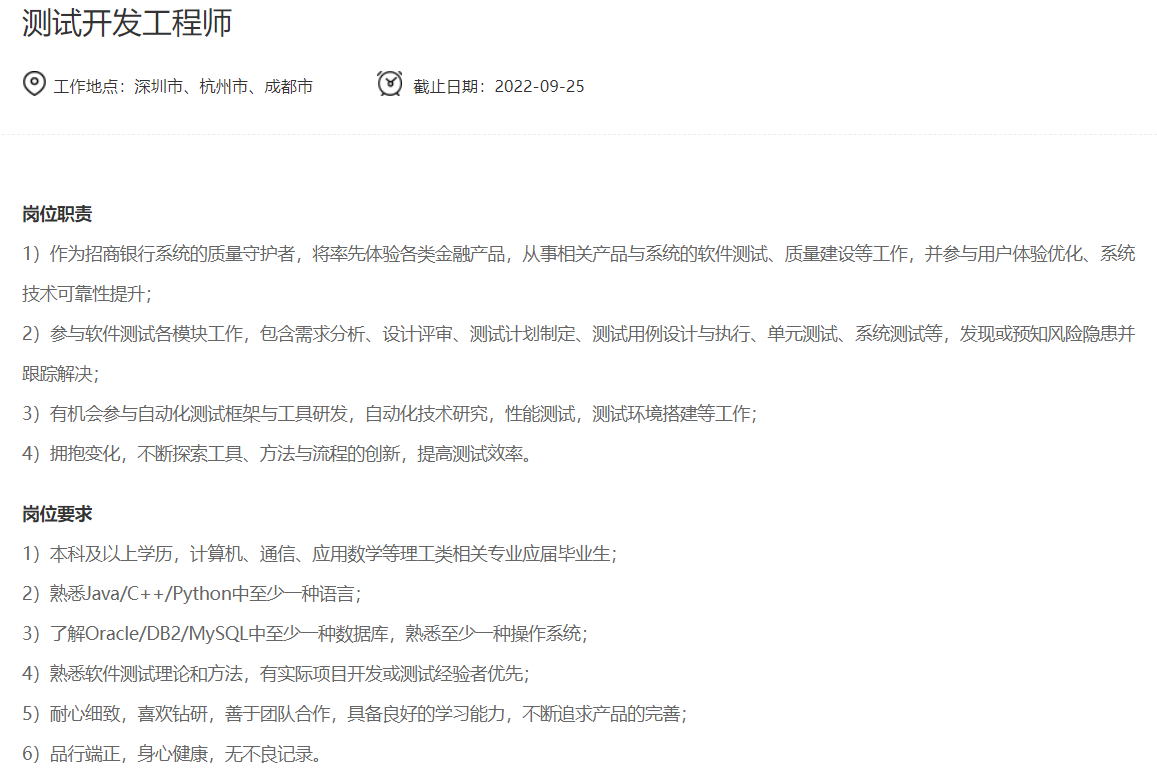 测试开发工程师
工作地点：深圳市、杭州市、成都市
截止日期：2022-09-25
岗位职责
1）作为招商银行系统的质量守护者，将率先体验各类金融产品，从事相关产品与系统的软件测试、质量建设等工作，并参与用户体验优化、系统
技术可靠性提升；
2）参与软件测试各模块工作，包含需求分析、设计评审、测试计划制定、测试用例设计与执行、单元测试、系统测试等，发现或预知风险隐患并
跟踪解决；
3）有机会参与自动化测试框架与工具研发，自动化技术研究，性能测试，测试环境搭建等工作；
4）拥抱变化，不断探索工具、方法与流程的创新，提高测试效率。
岗位要求
1）本科及以上学历，计算机、通信、应用数学等理工类相关专业应届毕业生；
2）熟悉Java/C++/Python中至少一种语言；
3）了解Oracle/DB2/MySQL中至少一种数据库，熟悉至少一种操作系统；
4）熟悉软件测试理论和方法，有实际项目开发或测试经验者优先；
5）耐心细致，喜欢钻研，善于团队合作，具备良好的学习能力，不断追求产品的完善；
6）品行端正，身心健康，无不良记录。